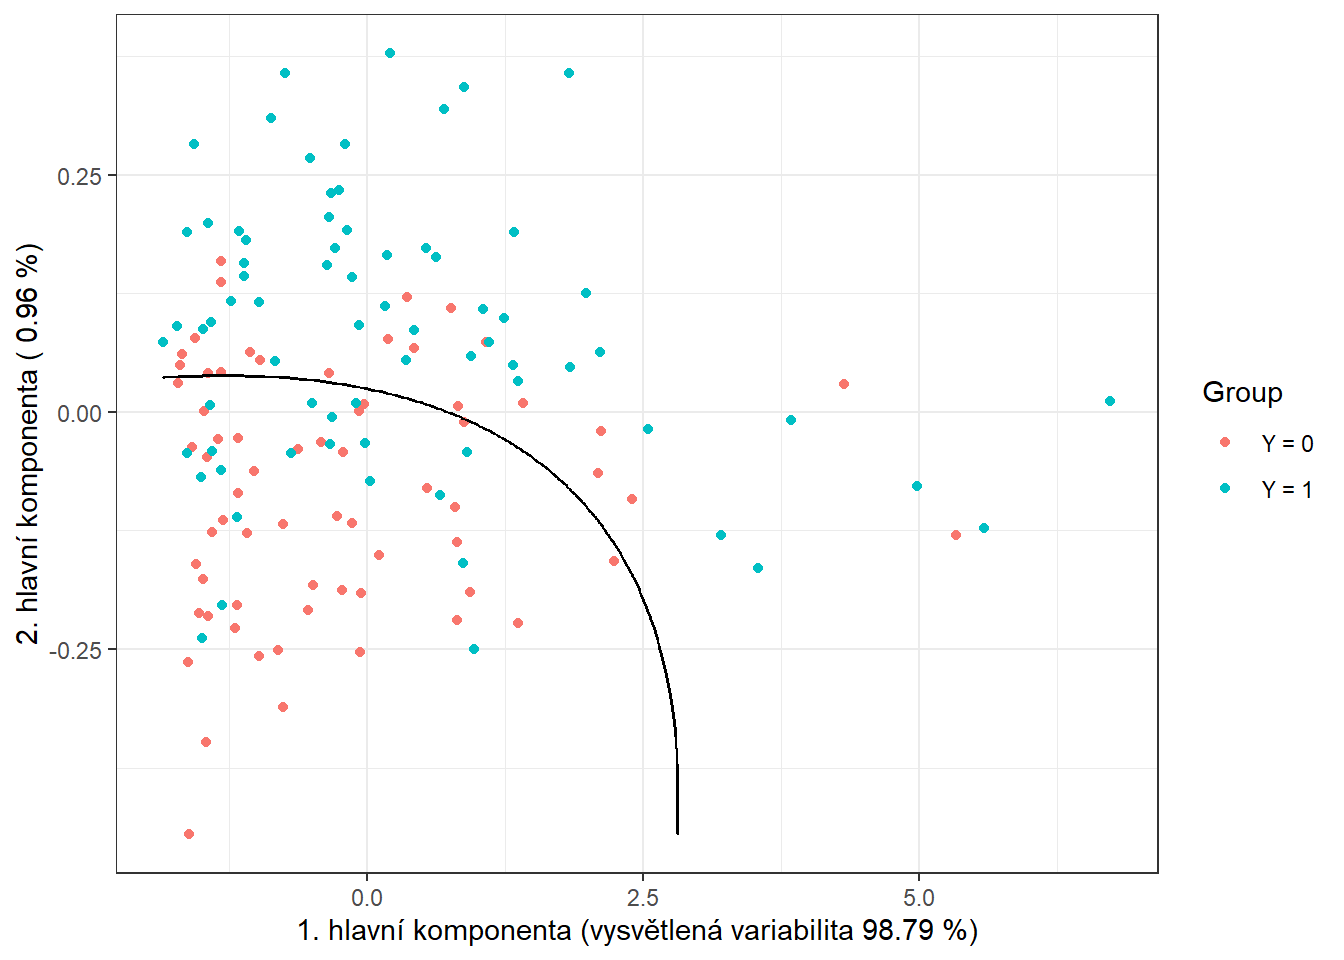 2. hlavní komponenta ( 0.96 %)
0.25
0.00
-0.25
0.0
2.5
5.0
1. hlavní komponenta (vysvětlená variabilita 98.79 %)
Group
Y = 0
Y = 1